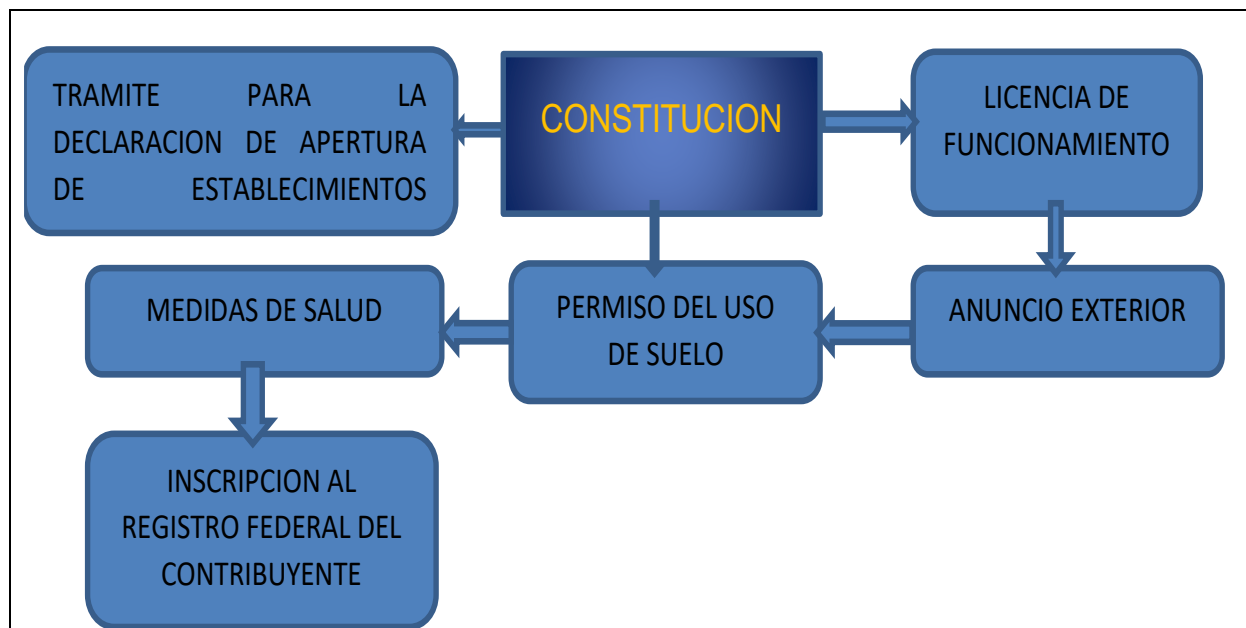 TRAMITE PARA LA
DECLARACION DE APERTURA
DE ESTABLECIMIENTOS
CONSTITUCION
LICENCIA DE
FUNCIONAMIENTO
MEDIDAS DE SALUD
PERMISO DEL USO
DE SUELO
ANUNCIO EXTERIOR
INSCRIPCION AL
REGISTRO FEDERAL DEL
CONTRIBUYENTE